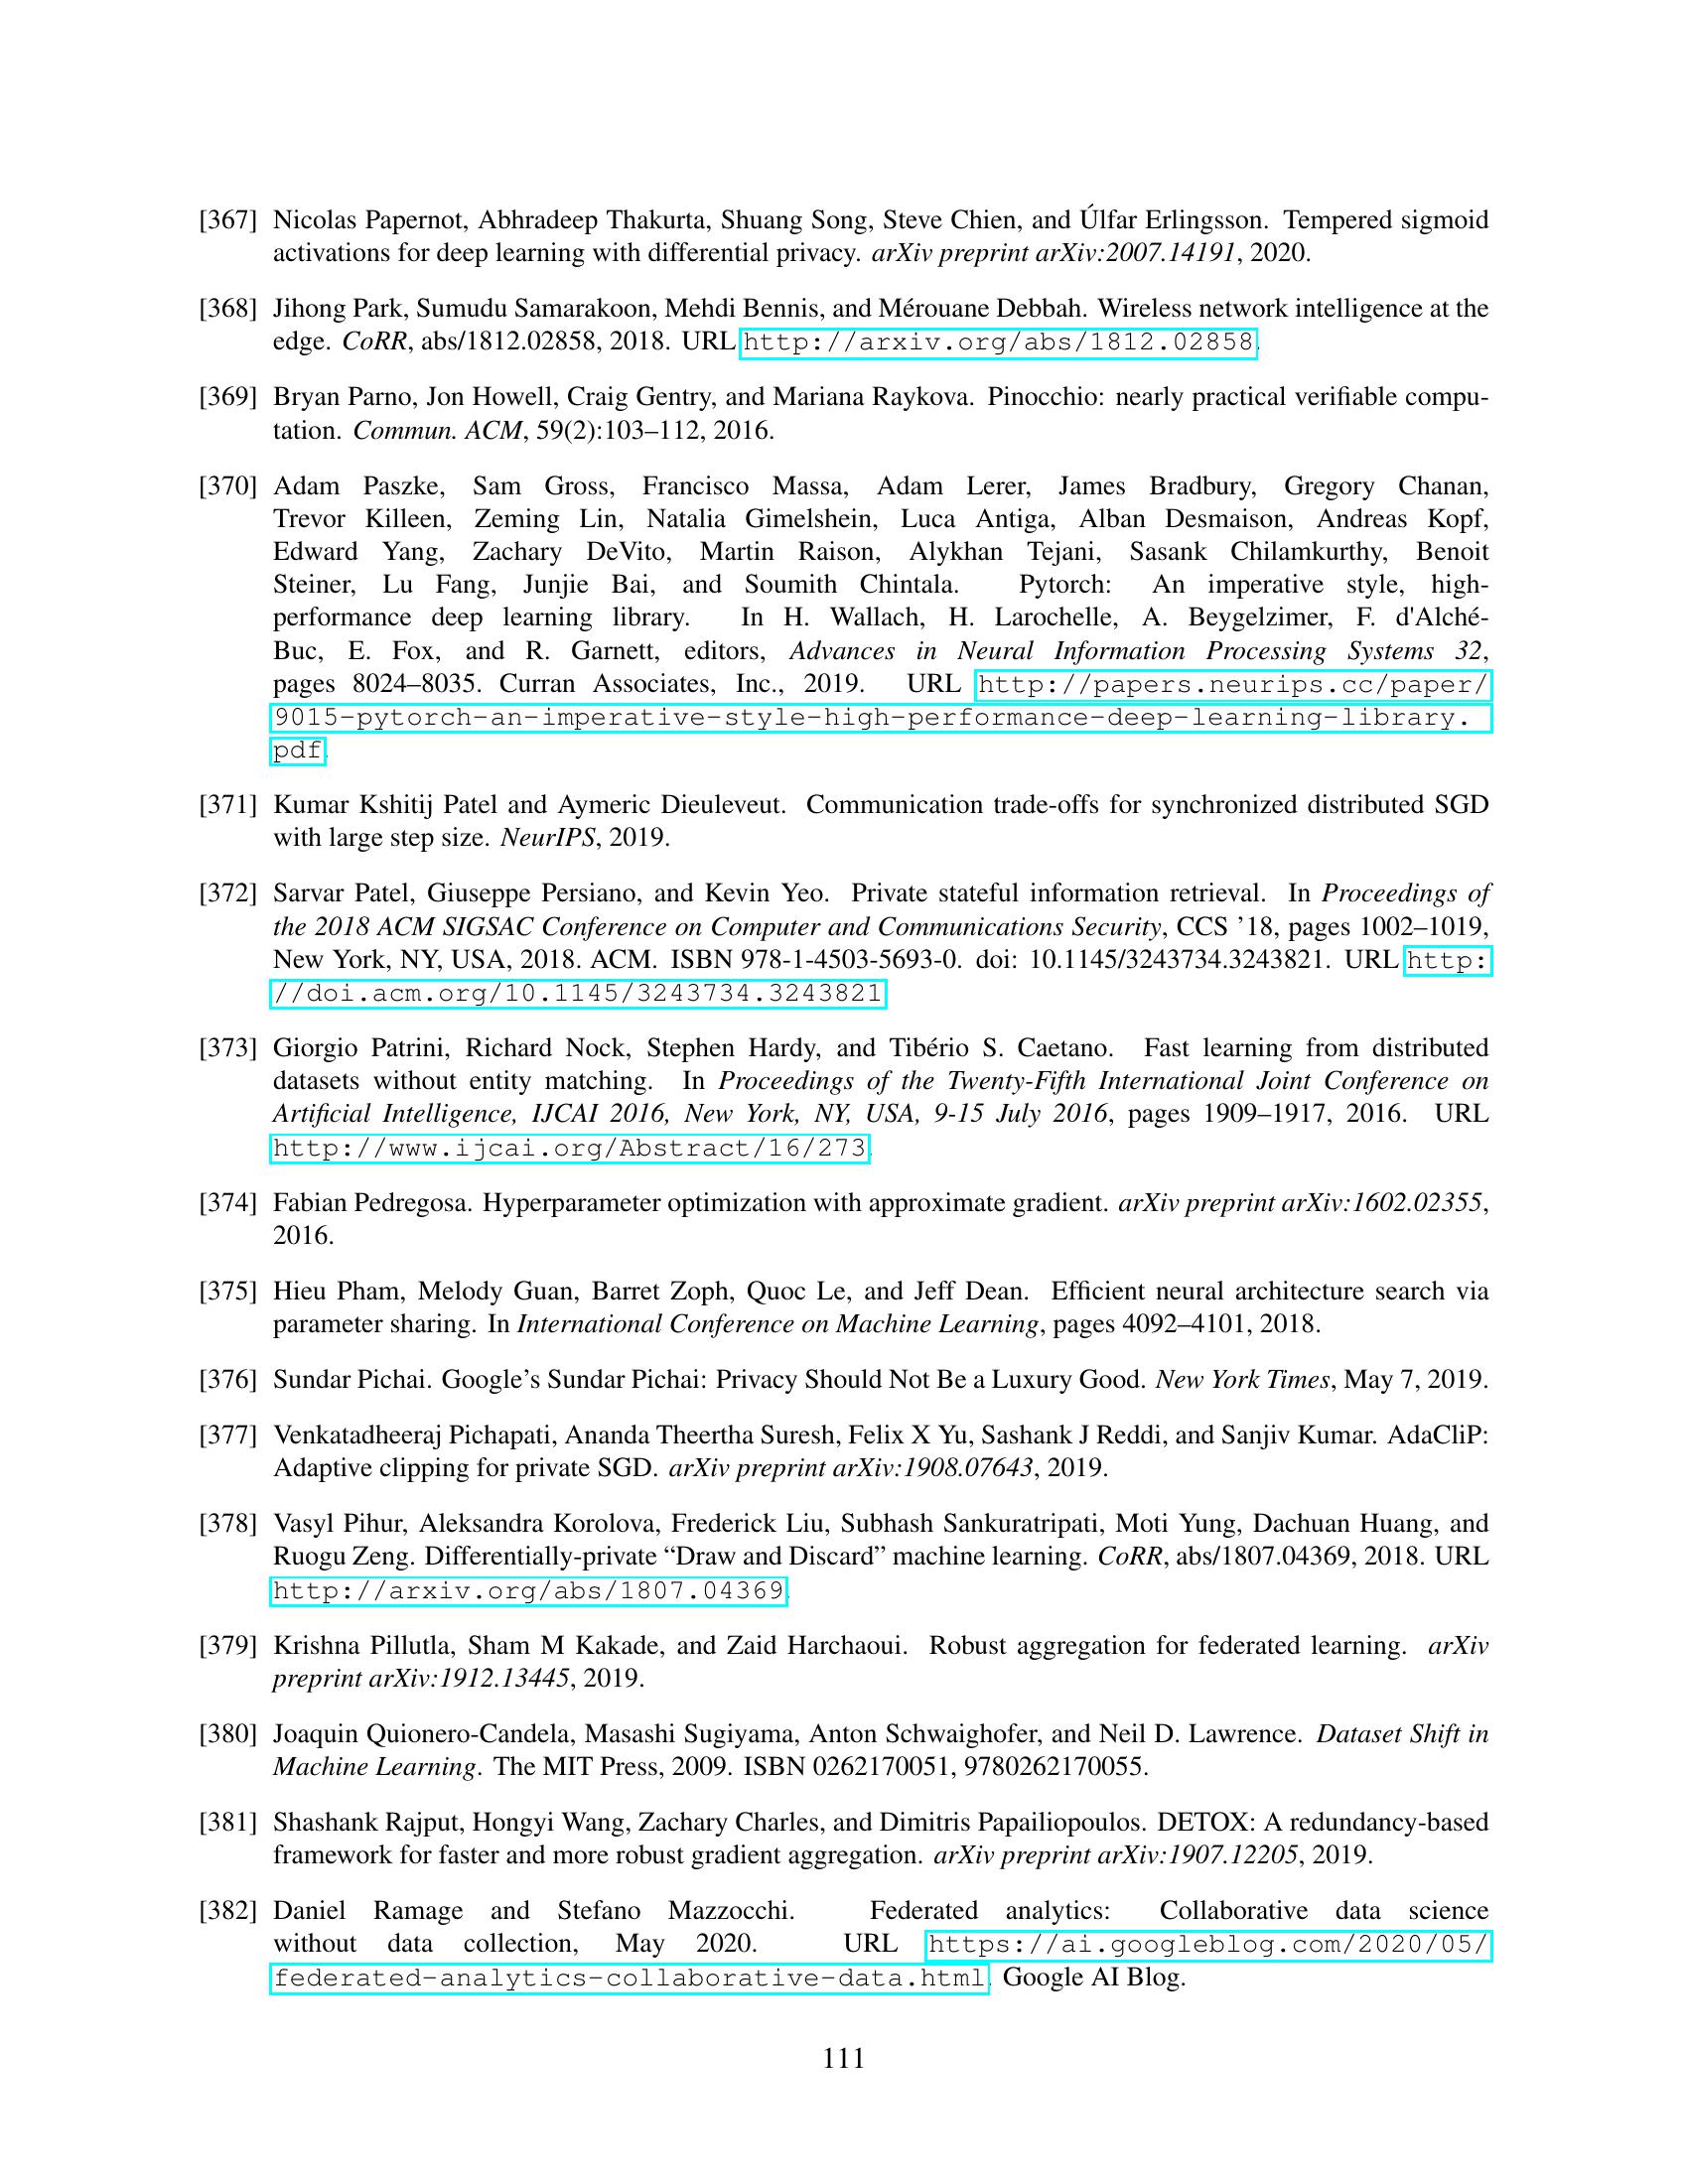 [367] Nicolas Papernot, Abhradeep Thakurta, Shuang Song, Steve Chien, and Úlfar Erlingsson. Tempered sigmoid
activations for deep learning with differential privacy. arXiv preprint arXiv:2007.14191, 2020.
[368] Jihong Park, Sumudu Samarakoon, Mehdi Bennis, and Mérouane Debbah. Wireless network intelligence at the
edge. CoRR, abs/1812.02858, 2018. URL http://arxiv.org/abs/1812.02858.
[369] Bryan Parno, Jon Howell, Craig Gentry, and Mariana Raykova. Pinocchio: nearly practical verifiable compu-
tation. Commun. ACM, 59(2):103–112, 2016.
[370] Adam Paszke, Sam Gross, Francisco Massa, Adam Lerer, James Bradbury, Gregory Chanan,
Trevor Killeen, Zeming Lin, Natalia Gimelshein, Luca Antiga, Alban Desmaison, Andreas Kopf,
Edward Yang, Zachary DeVito, Martin Raison, Alykhan Tejani, Sasank Chilamkurthy, Benoit
Steiner, Lu Fang, Junjie Bai, and Soumith Chintala. Pytorch: An imperative style, high-
performance deep learning library. In H. Wallach, H. Larochelle, A. Beygelzimer, F. d'Alché-
Buc, E. Fox, and R. Garnett, editors, Advances in Neural Information Processing Systems 32,
pages 8024–8035. Curran Associates, Inc., 2019. URL http://papers.neurips.cc/paper/
9015-pytorch-an-imperative-style-high-performance-deep-learning-library.
pdf.
[371] Kumar Kshitij Patel and Aymeric Dieuleveut. Communication trade-offs for synchronized distributed SGD
with large step size. NeurIPS, 2019.
[372] Sarvar Patel, Giuseppe Persiano, and Kevin Yeo. Private stateful information retrieval. In Proceedings of
the 2018 ACM SIGSAC Conference on Computer and Communications Security, CCS ’18, pages 1002–1019,
New York, NY, USA, 2018. ACM. ISBN 978-1-4503-5693-0. doi: 10.1145/3243734.3243821. URL http:
//doi.acm.org/10.1145/3243734.3243821
[373] Giorgio Patrini, Richard Nock, Stephen Hardy, and Tibério S. Caetano. Fast learning from distributed
datasets without entity matching. In Proceedings of the Twenty-Fifth International Joint Conference on
Artificial Intelligence, IJCAI 2016, New York, NY, USA, 9-15 July 2016, pages 1909–1917, 2016. URL
http://www.ijcai.org/Abstract/16/273.
[374] Fabian Pedregosa. Hyperparameter optimization with approximate gradient. arXiv preprint arXiv:1602.02355,
2016.
[375] Hieu Pham, Melody Guan, Barret Zoph, Quoc Le, and Jeff Dean. Efficient neural architecture search via
parameter sharing. In International Conference on Machine Learning, pages 4092–4101, 2018.
[376] Sundar Pichai. Google’s Sundar Pichai: Privacy Should Not Be a Luxury Good. New York Times, May 7, 2019.
[377] Venkatadheeraj Pichapati, Ananda Theertha Suresh, Felix X Yu, Sashank J Reddi, and Sanjiv Kumar. AdaCliP:
Adaptive clipping for private SGD. arXiv preprint arXiv:1908.07643, 2019.
[378] Vasyl Pihur, Aleksandra Korolova, Frederick Liu, Subhash Sankuratripati, Moti Yung, Dachuan Huang, and
Ruogu Zeng. Differentially-private “Draw and Discard” machine learning. CoRR, abs/1807.04369, 2018. URL
http://arxiv.org/abs/1807.04369.
[379] Krishna Pillutla, Sham M Kakade, and Zaid Harchaoui. Robust aggregation for federated learning. arXiv
preprint arXiv:1912.13445, 2019.
[380] Joaquin Quionero-Candela, Masashi Sugiyama, Anton Schwaighofer, and Neil D. Lawrence. Dataset Shift in
Machine Learning. The MIT Press, 2009. ISBN 0262170051, 9780262170055.
[381] Shashank Rajput, Hongyi Wang, Zachary Charles, and Dimitris Papailiopoulos. DETOX: A redundancy-based
framework for faster and more robust gradient aggregation. arXiv preprint arXiv:1907.12205, 2019.
[382] Daniel Ramage and Stefano Mazzocchi. Federated analytics: Collaborative data science
without data collection, May 2020. URL https://ai.googleblog.com/2020/05/
federated-analytics-collaborative-data.html. Google AI Blog.
111